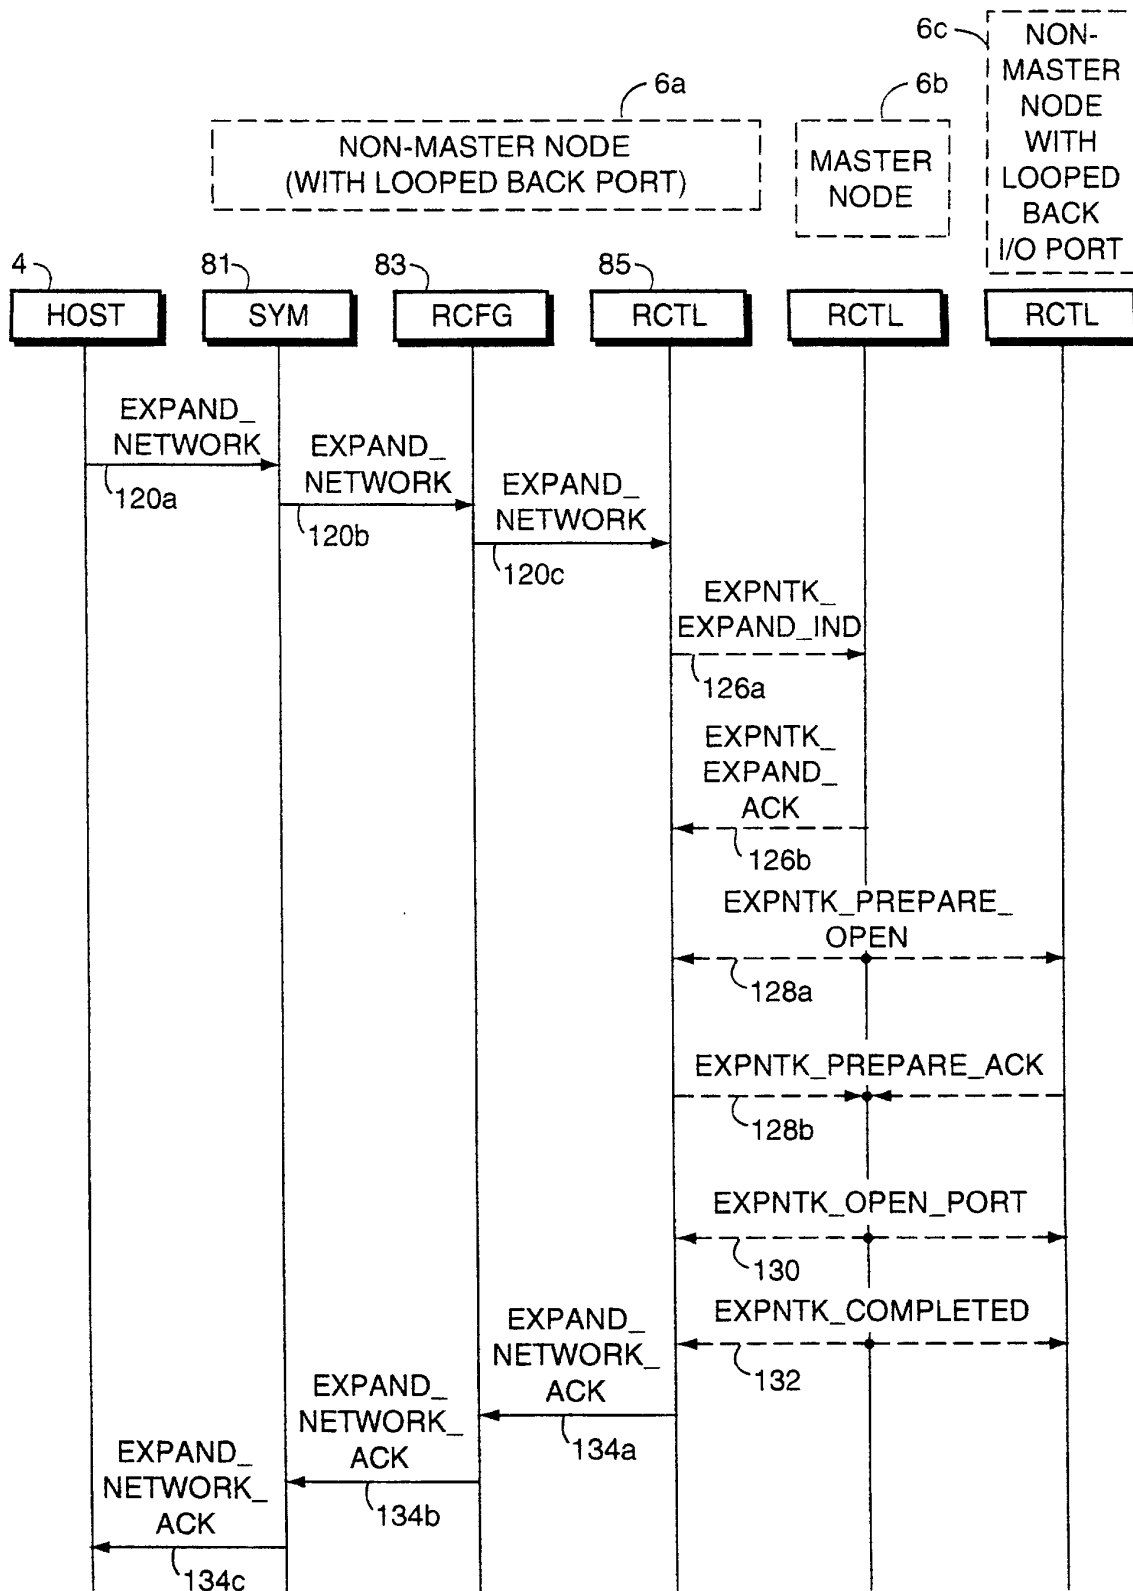 6c
NON-
MASTER
NODE
WITH
LOOPED
BACK
I/O PORT
6a
NON-MASTER NODE
(WITH LOOPED BACK PORT)
6b
MASTER
NODE
4
HOST
81
SYM
83
RCFG
85
RCTL
RCTL
RCTL
EXPAND_
NETWORK
120a
EXPAND_
NETWORK
120b
EXPAND_
NETWORK
120c
EXPNTK_
EXPAND_IND
126a
EXPNTK_
EXPAND_
ACK
126b
EXPNTK_PREPARE_
OPEN
128a
EXPNTK_PREPARE_ACK
128b
EXPNTK_OPEN_PORT
130
EXPNTK_COMPLETED
132
EXPAND_
NETWORK_
ACK
134a
EXPAND_
NETWORK_
ACK
134b
EXPAND_
NETWORK_
ACK
134c